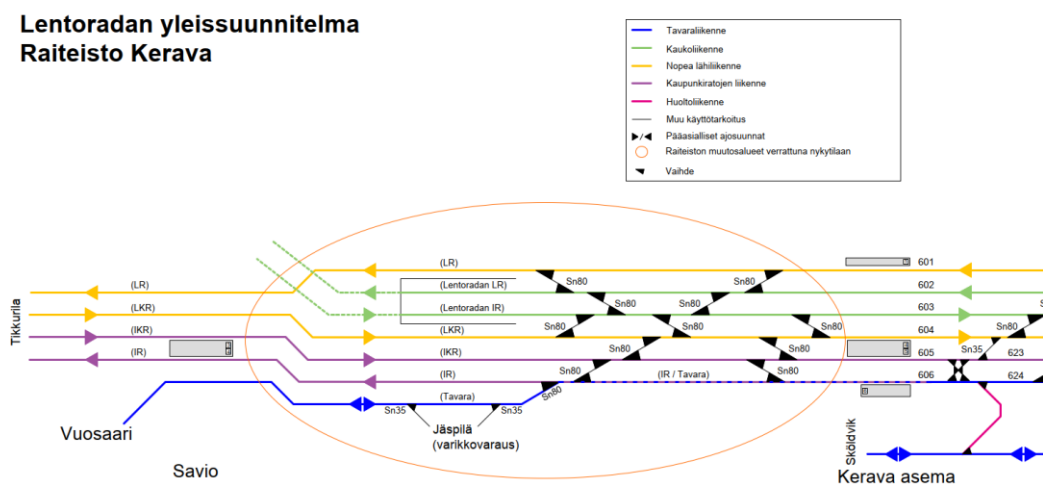 Lentoradan yleissuunnitelma
Raiteisto Kerava
Tavaraliikenne
Kaukoliikenne
Nopea lähiliikenne
Kaupunkiratojen liikenne
Huoltoliikenne
Muu käyttötarkoitus
Pääasialliset ajosuunnat
Raiteiston muutosalueet verrattuna nykytilaan
Vaihde
(LR) 601
Sn80 Sn80
(LR) (Lentoradan LR) 602
Tikkurila
(LKR) (Lentoradan IR) 603
Sn80 Sn80 Sn80 Sn80 Sn80
(IKR) (LKR) 604
Sn80 Sn80 Sn35
(IR) (IKR) 605 623
Sn80 Sn80
(IR) (IR / Tavara) 606 624
Sn80
(Tavara)
Sn35 Sn35
Vuosaari
Jäspilä
(varikkovaraus)
Sköldvik
Savio
Kerava asema